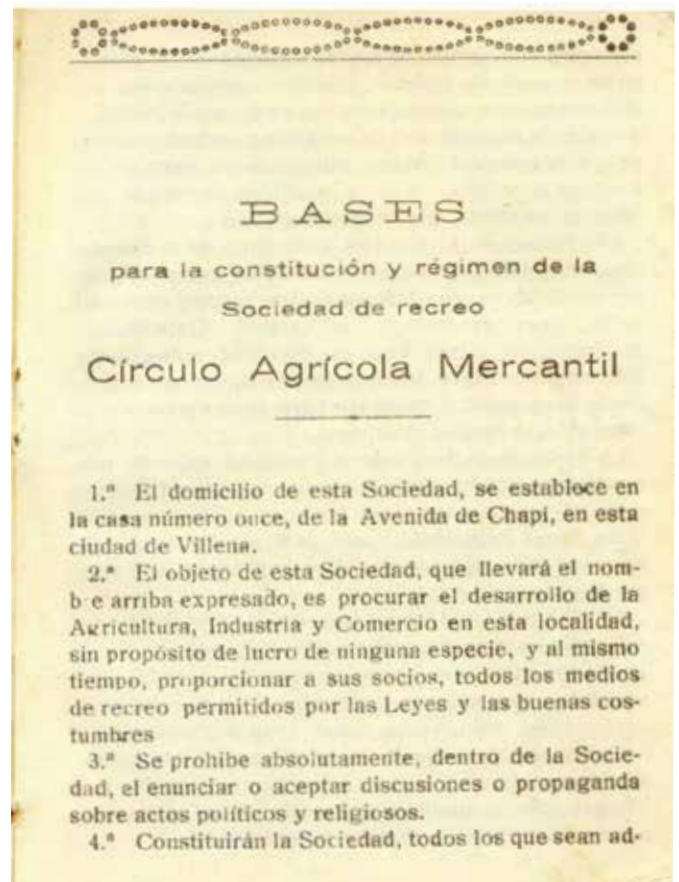 BASES
para la constitución y régimen de la
Sociedad de recreo
Círculo Agrícola Mercantil
1.ª El domicilio de esta Sociedad, se establece en
la casa número once, de la Avenida de Chapi, en esta
ciudad de Villena.
2.ª El objeto de esta Sociedad, que llevará el nom-
b e arriba expresado, es procurar el desarrollo de la
Agricultura, Industria y Comercio en esta localidad,
sin propósito de lucro de ninguna especie, y al mismo
tiempo, proporcionar a sus socios, todos los medios
de recreo permitidos por las Leyes y las buenas cos-
tumbres
3.ª Se prohibe absolutamente, dentro de la Socie-
dad, el enunciar o aceptar discusiones o propaganda
sobre actos políticos y religiosos.
4.ª Constituirán la Sociedad, todos los que sean ad-